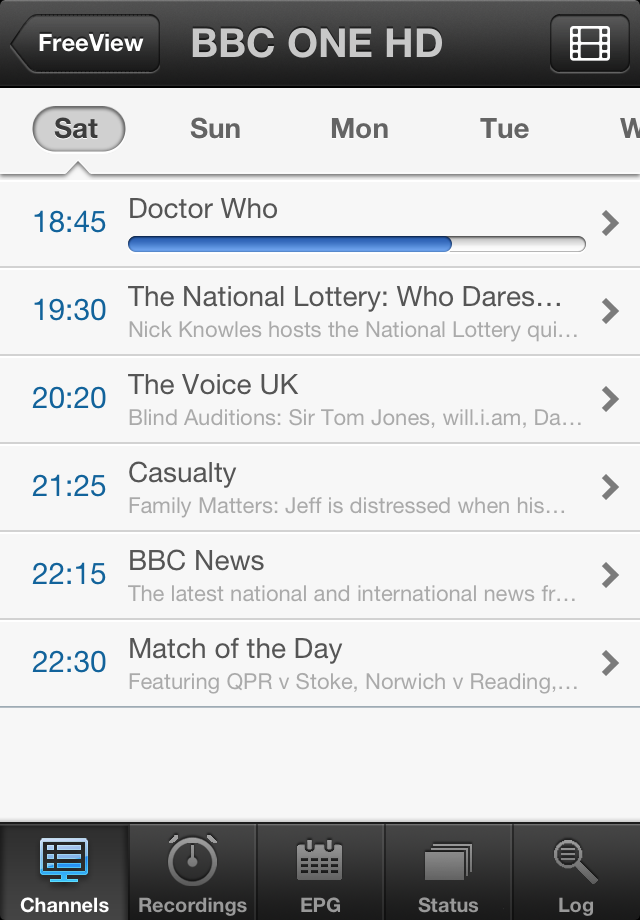 FreeView BBC ONE HD
Sat Sun Mon Tue W
18:45 Doctor Who
19:30 The National Lottery: Who Dares...
Nick Knowles hosts the National Lottery qui...
20:20 The Voice UK
Blind Auditions: Sir Tom Jones, will.i.am, Da...
21:25 Casualty
Family Matters: Jeff is distressed when his...
22:15 BBC News
The latest national and international news fr...
22:30 Match of the Day
Featuring QPR v Stoke, Norwich v Reading,...
Channels Recordings EPG Status Log